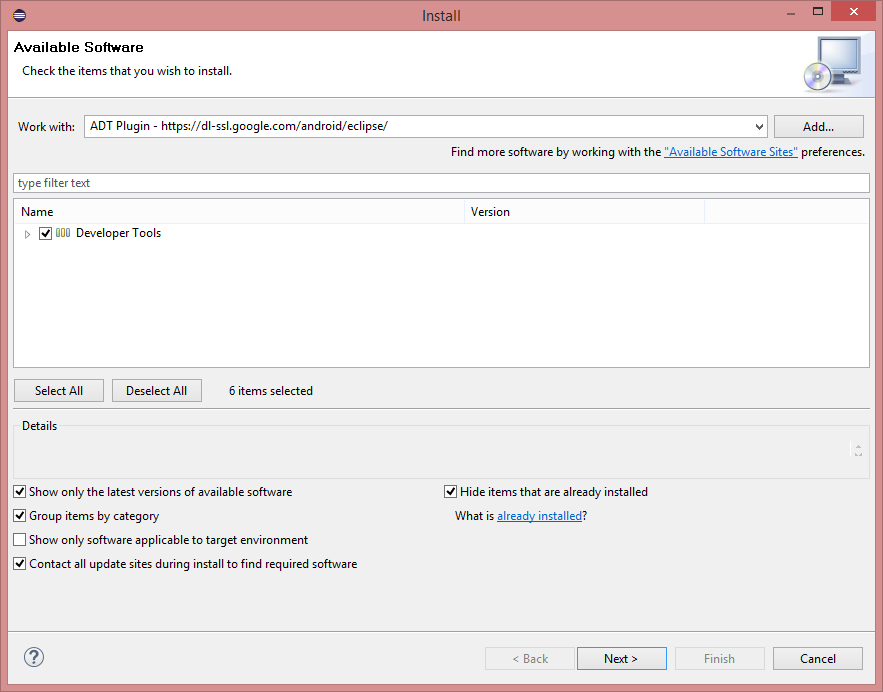 Install
Available Software
Check the items that you wish to install.
Work with: ADT Plugin - https://dl-ssl.google.com/android/eclipse/ Add...
Find more software by working with the "Available Software Sites" preferences.
type filter text
Name Version
Developer Tools
Select All Deselect All 6 items selected
Details
Show only the latest versions of available software Hide items that are already installed
Group items by category What is already installed?
Show only software applicable to target environment
Contact all update sites during install to find required software
? < Back Next > Finish Cancel